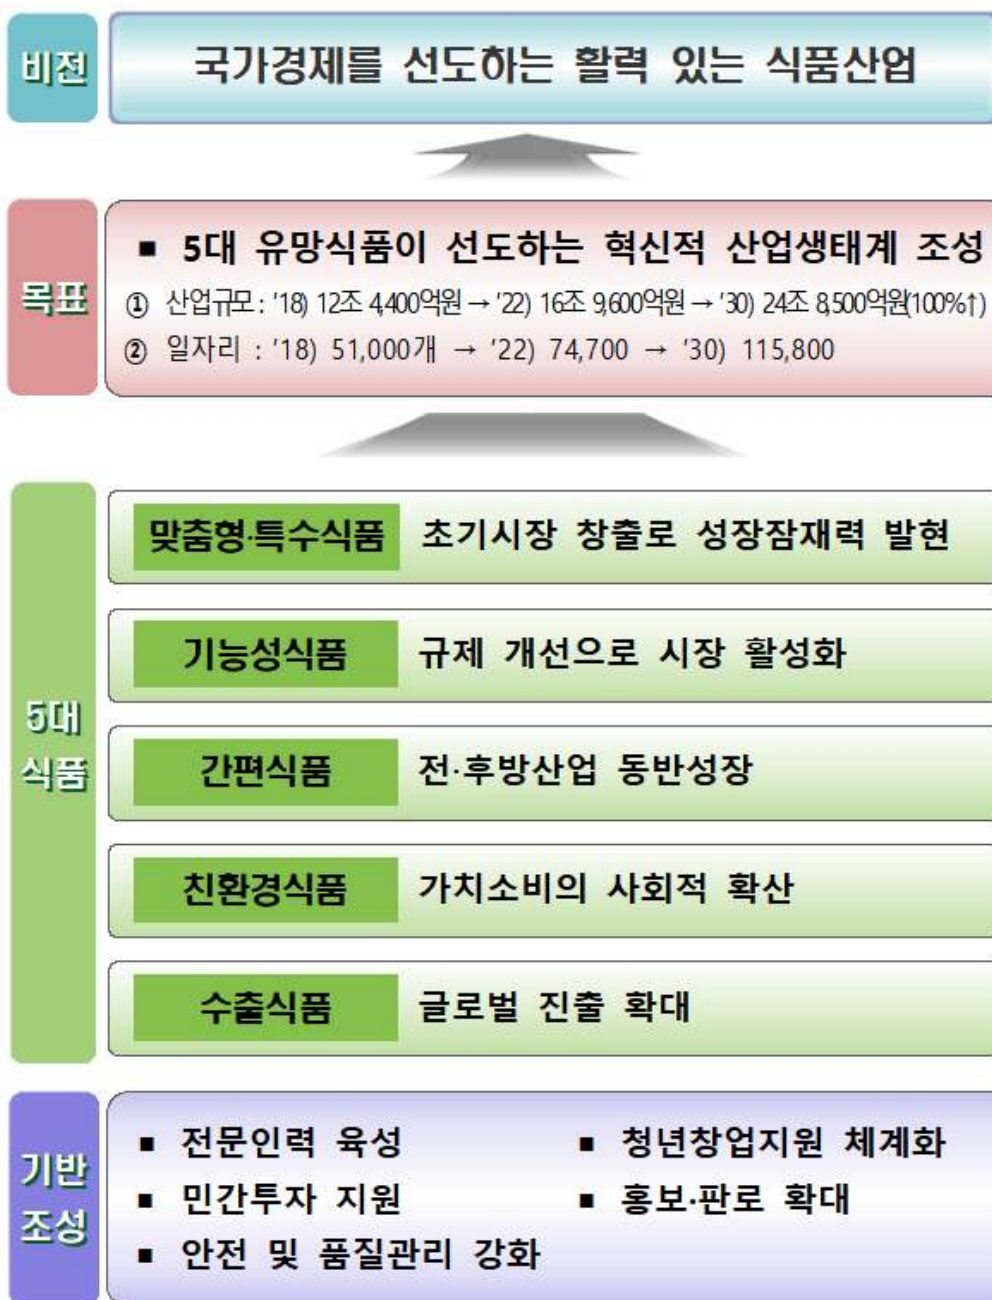 비전
국가경제를 선도하는 활력 있는 식품산업
목표
▪ 5대 유망식품이 선도하는 혁신적 산업생태계 조성
① 산업규모 : '18) 12조 4,400억원 → '22) 16조 9,600억원 → '30) 24조 8,500억원(100%↑)
② 일자리 : '18) 51,000개 → '22) 74,700 → '30) 115,800
5대
식품
맞춤형·특수식품 초기시장 창출로 성장잠재력 발현
기능성식품 규제 개선으로 시장 활성화
간편식품 전·후방산업 동반성장
친환경식품 가치소비의 사회적 확산
수출식품 글로벌 진출 확대
기반
조성
▪ 전문인력 육성 ▪ 청년창업지원 체계화
▪ 민간투자 지원 ▪ 홍보·판로 확대
▪ 안전 및 품질관리 강화